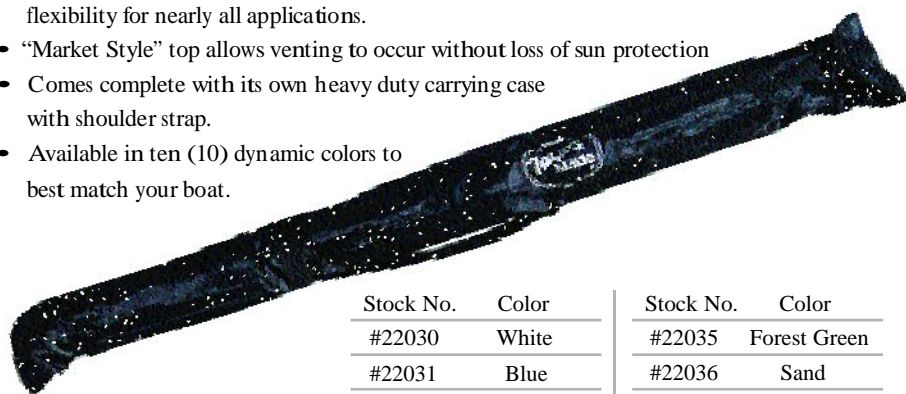 flexibility for nearly all applications.
• “Market Style” top allows venting to occur without loss of sun protection
• Comes complete with its own heavy duty carrying case
with shoulder strap.
• Available in ten (10) dynamic colors to
best match your boat.
Stock No. Color Stock No. Color
#22030 White #22035 Forest Green
#22031 Blue #22036 Sand